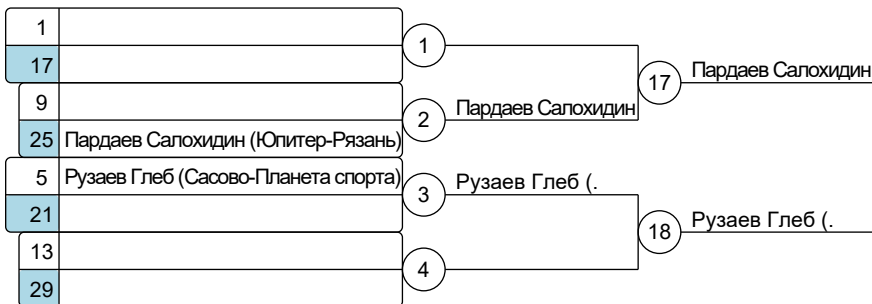 1
1
17
17 Пардаев Салохидин
9
2 Пардаев Салохидин
25 Пардаев Салохидин (Юпитер-Рязань)
5 Рузаев Глеб (Сасово-Планета спорта)
3 Рузаев Глеб (.
21
18 Рузаев Глеб (.
13
4
29